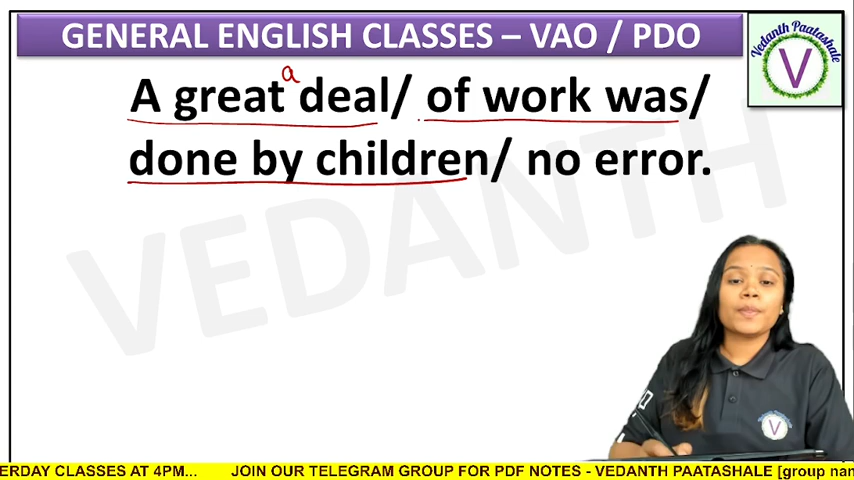 GENERAL ENGLISH CLASSES – VAO / PDO
Vedanth Paatashale
V
a
A great deal/ of work was/
done by children/ no error.
VEDANTH
V
ERDAY CLASSES AT 4PM... JOIN OUR TELEGRAM GROUP FOR PDF NOTES - VEDANTH PAATASHALE [group nan